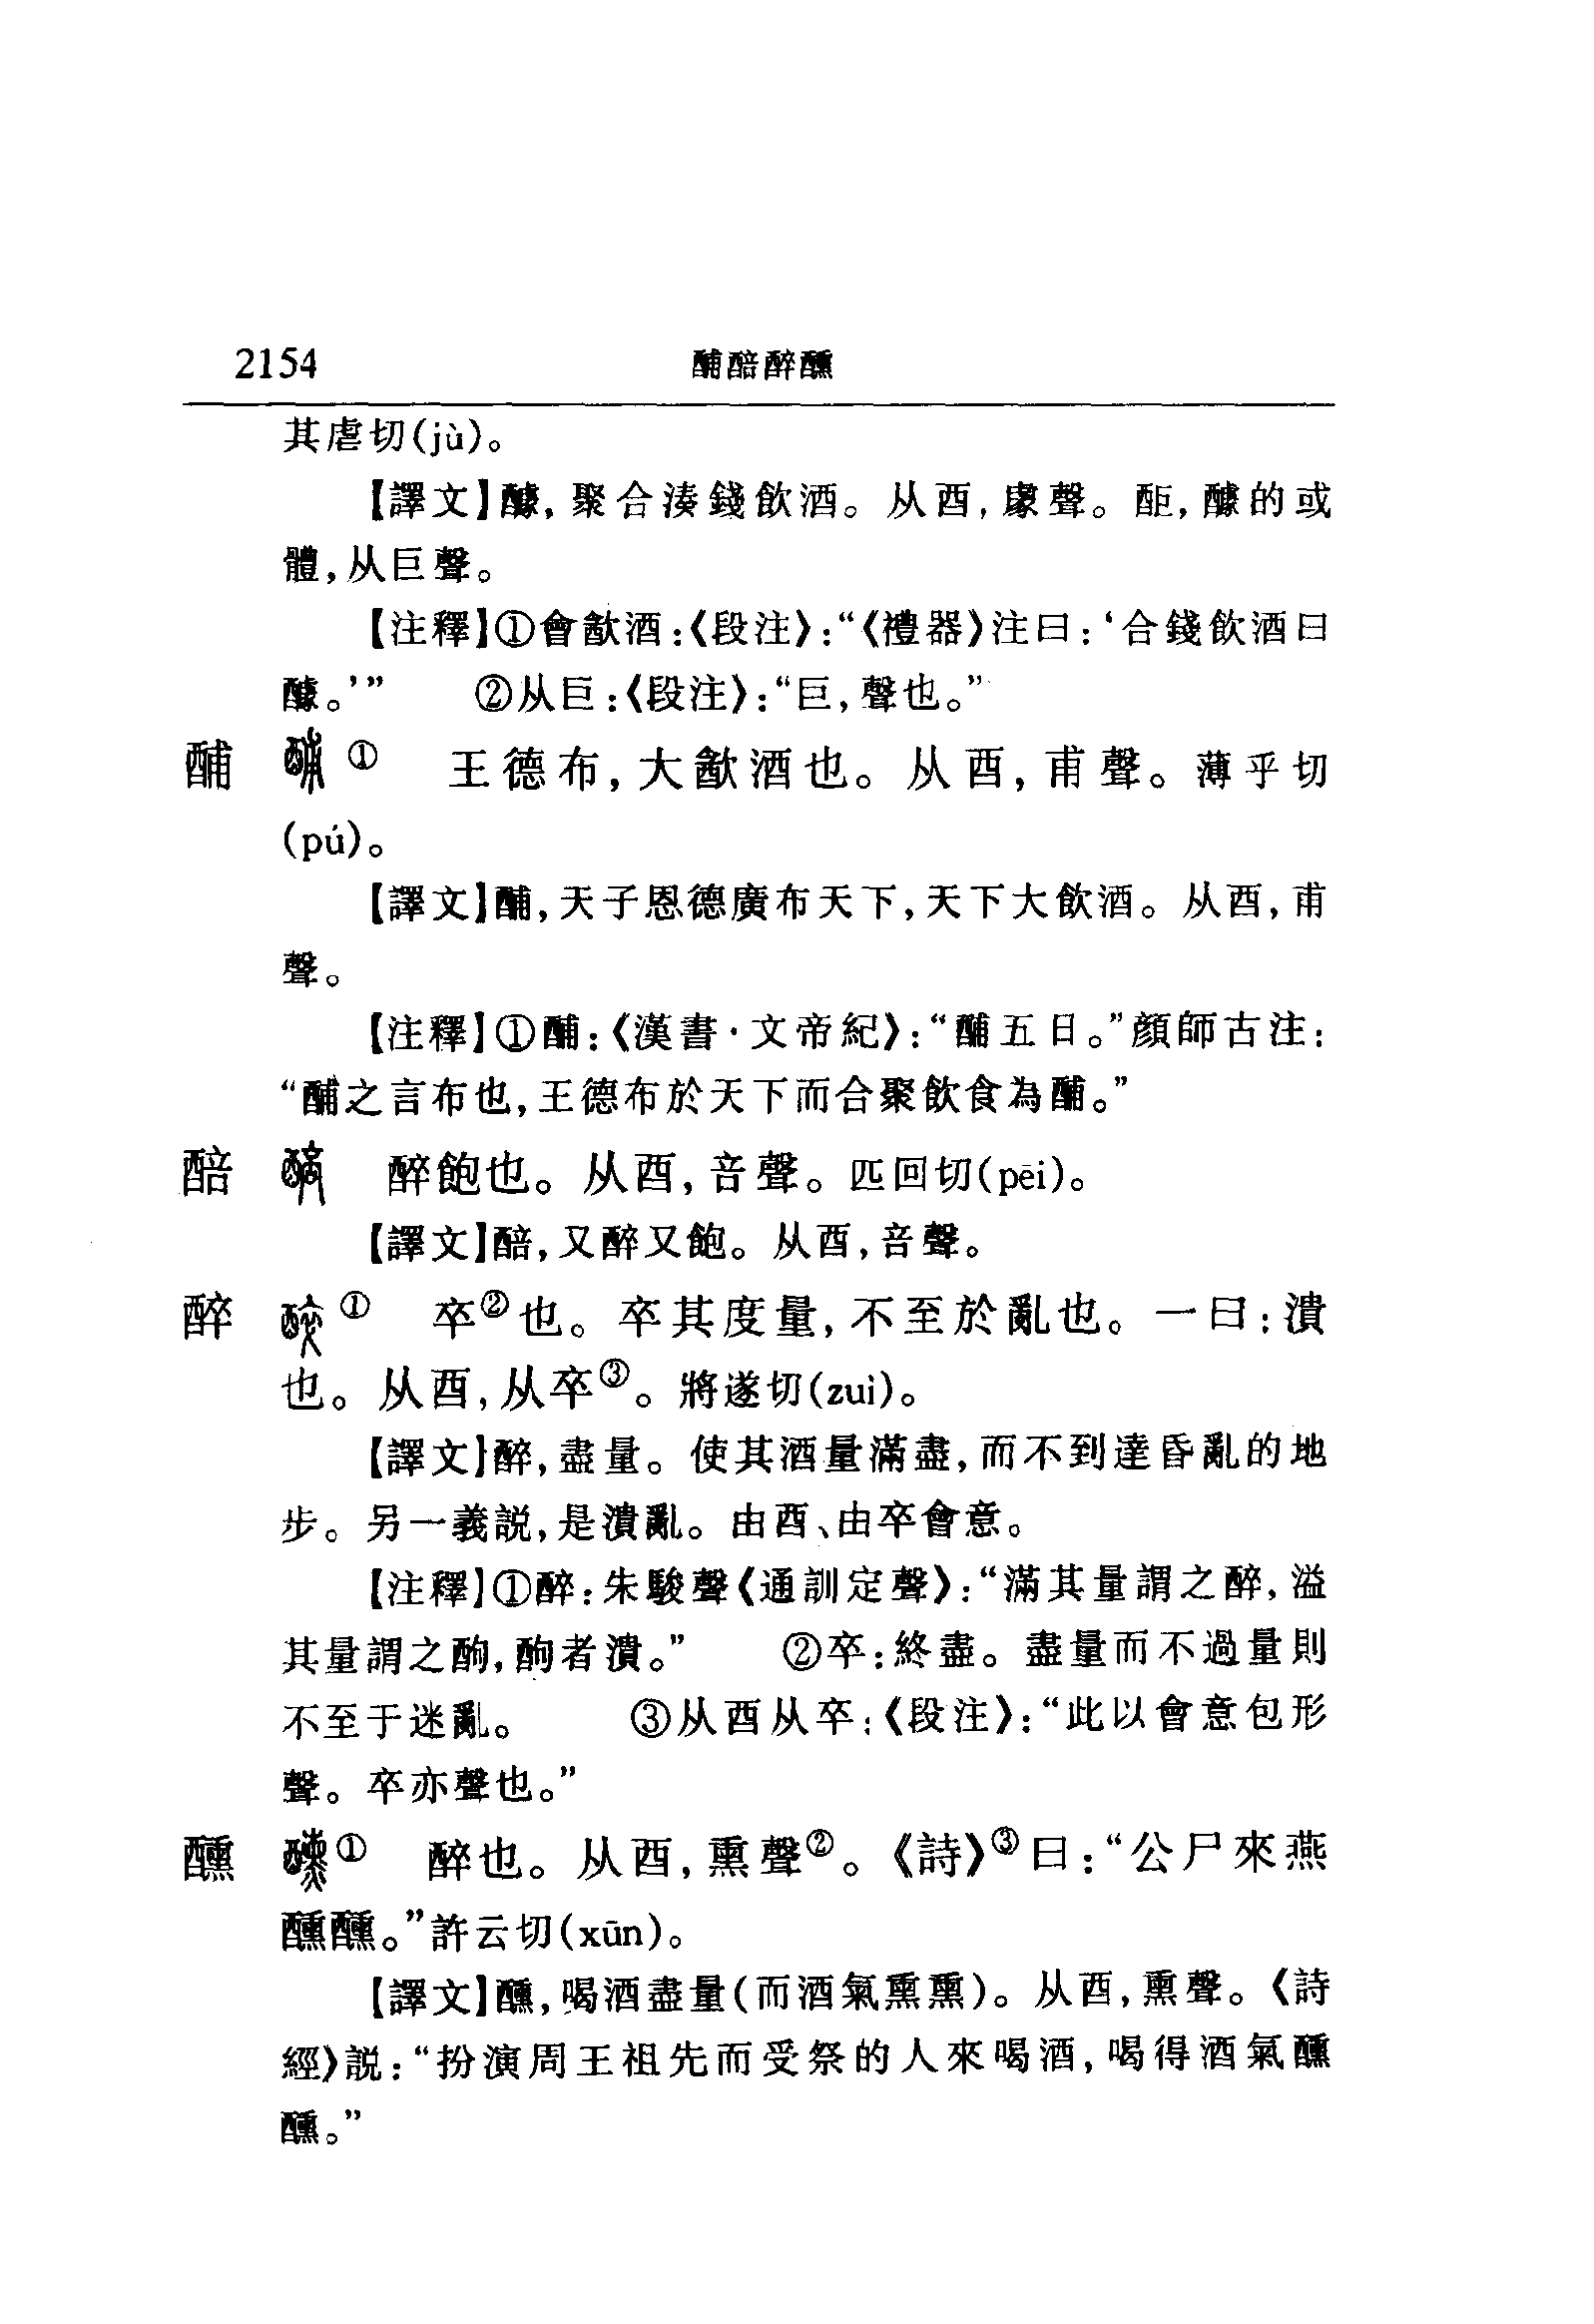 2154 酺醅醉醺
其虐切(jù)。
【譯文】醵，聚合湊錢飲酒。从酉，豦聲。䣰，醵的或
體，从巨聲。
【注釋】①會歓酒：《段注》：“《禮器》注曰：‘合錢飲酒曰
醵。’” ②从巨：《段注》：“巨，聲也。”
酺 ① 王德布，大歓酒也。从酉，甫聲。薄乎切
(pú)。
【譯文】酺，天子恩德廣布天下，天下大飲酒。从酉，甫
聲。
【注釋】①酺：《漢書·文帝紀》：“酺五日。”顔師古注：
“酺之言布也，王德布於天下而合聚飲食為酺。”
醅 醉飽也。从酉，咅聲。匹回切(pēi)。
【譯文】醅，又醉又飽。从酉，音聲。
醉 ① 卒②也。卒其度量，不至於亂也。一曰：潰
也。从酉，从卒③。將遂切(zuì)。
【譯文】醉，盡量。使其酒量滿盡，而不到達昏亂的地
步。另一義説，是潰亂。由酉、由卒會意。
【注釋】①醉：朱駿聲《通訓定聲》：“滿其量謂之醉，溢
其量謂之酗，酗者潰。” ②卒：終盡。盡量而不過量則
不至于迷亂。 ③从酉从卒：《段注》：“此以會意包形
聲。卒亦聲也。”
醺 ① 醉也。从酉，熏聲②。《詩》③曰：“公尸來燕
醺醺。”許云切(xūn)。
【譯文】醺，喝酒盡量(而酒氣熏熏)。从酉，熏聲。《詩
經》説：“扮演周王祖先而受祭的人來喝酒，喝得酒氣醺
醺。”